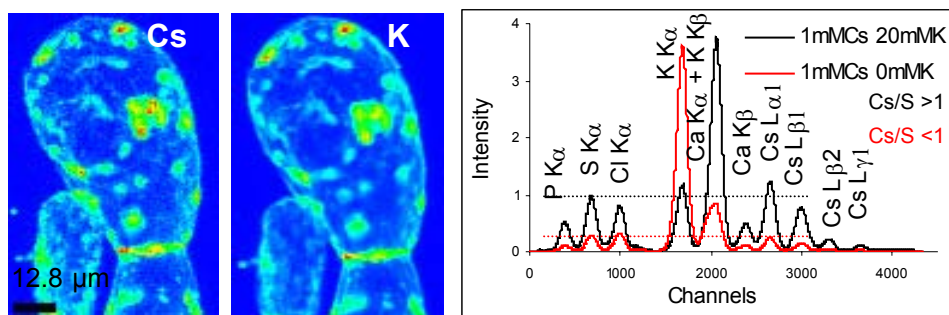 Cs
12.8 µm
K
Intensity
4
3
2
1
0
P Kα
S Kα
Cl Kα
K Kα
Ca Kα + K Kβ
Ca Kβ
Cs Lα1
Cs Lβ1
Cs Lβ2
Cs Lγ1
1mMCs 20mMK
1mMCs 0mMK
Cs/S >1
Cs/S <1
0 1000 2000 3000 4000
Channels